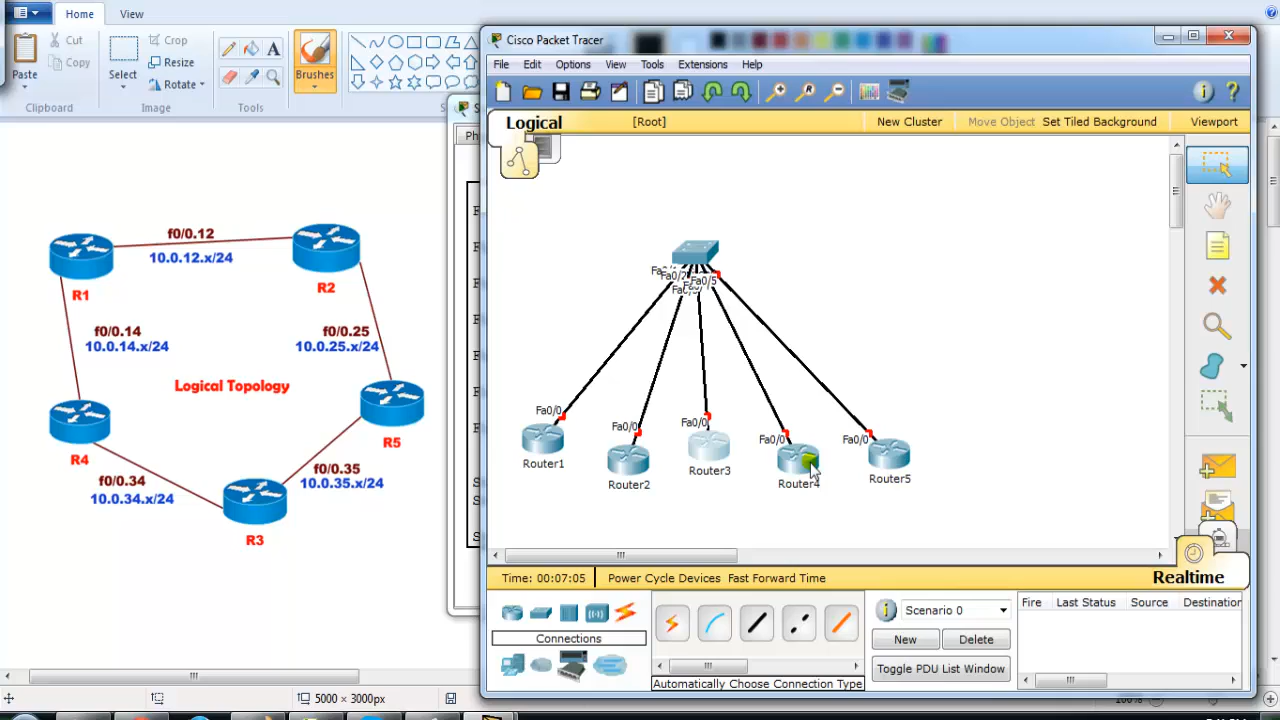 Home
View
Cut
Copy
Paste
Clipboard
Select
Crop
Resize
Rotate
Image
Tools
Brushes
Cisco Packet Tracer
File Edit Options View Tools Extensions Help
Logical
[Root]
New Cluster
Move Object
Set Tiled Background
Viewport
f0/0.12
10.0.12.x/24
R1
R2
f0/0.14
10.0.14.x/24
f0/0.25
10.0.25.x/24
Logical Topology
R4
R5
f0/0.34
10.0.34.x/24
f0/0.35
10.0.35.x/24
R3
Fa0/5
Fa0/0
Fa0/0
Fa0/0
Fa0/0
Fa0/0
Router1
Router2
Router3
Router4
Router5
Time: 00:07:05
Power Cycle Devices Fast Forward Time
Realtime
Connections
Automatically Choose Connection Type
Scenario 0
New
Delete
Toggle PDU List Window
Fire
Last Status
Source
Destination
5000 × 3000px